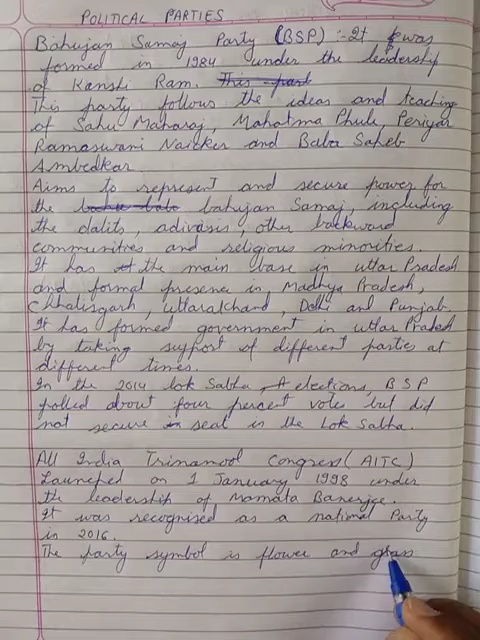 POLITICAL PARTIES
Bahujan Samaj Party (BSP) :- It was
formed in 1984 under the leadership
of Kanshi Ram. This part
This party follows the ideas and teaching
of Sahu Maharaj, Mahatma Phule, Periyar
Ramaswami Naicker and Baba Saheb
Ambedkar.
Aims to represent and secure power for
the bahujan Samaj, including
the dalits, adivasis, other backward
communities and religious minorities.
It has the main base in uttar Pradesh
and formal presence in, Madhya Pradesh,
Chhatisgarh, uttarakhand, Delhi and Punjab.
It has formed government in uttar Pradesh
by taking support of different parties at
different times.
In the 2014 lok Sabha, elections, BSP
polled about four percent votes but did
not secure seat in the Lok Sabha.
All India Trinamool Congress (AITC)
Launched on 1 January 1998 under
the leadership of Mamata Banerjee.
It was recognised as a national Party
in 2016.
The party symbol is flower and grass